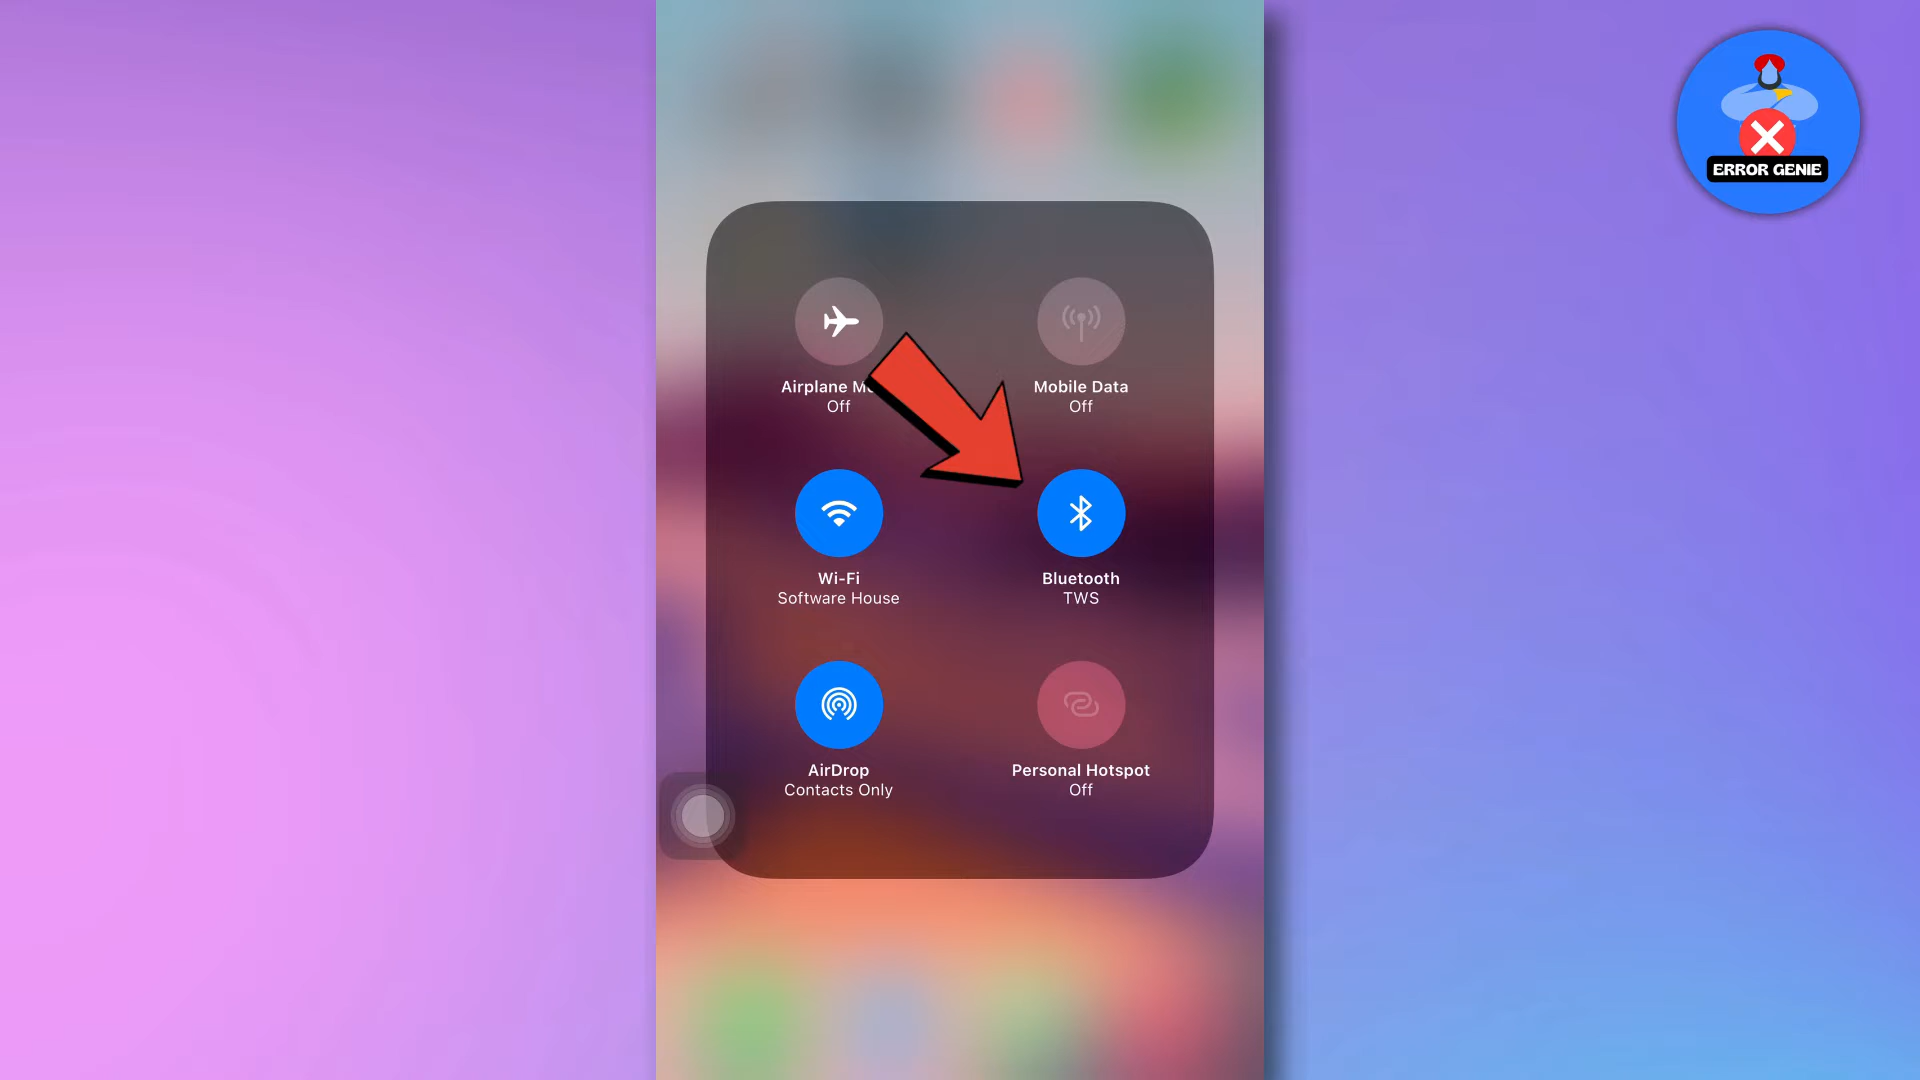 ERROR GENIE
Airplane Mo
Off
Mobile Data
Off
Wi-Fi
Software House
Bluetooth
TWS
AirDrop
Contacts Only
Personal Hotspot
Off